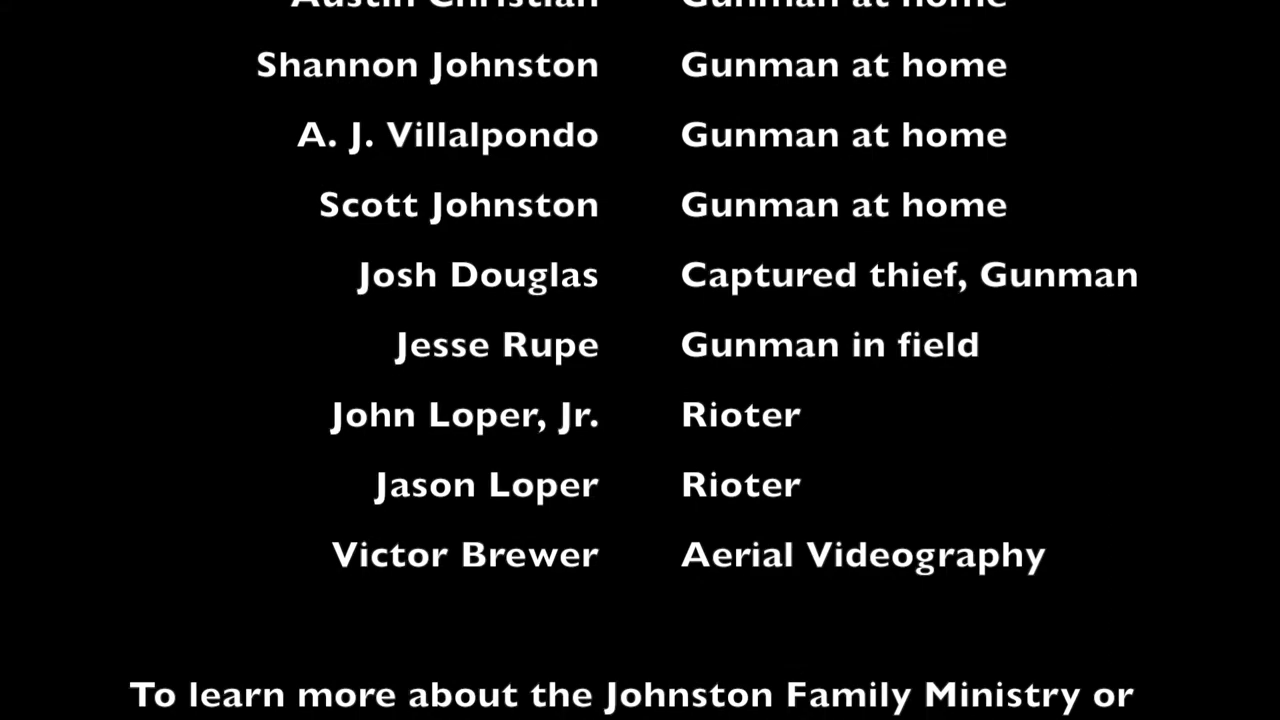 Austin Christian Gunman at home
Shannon Johnston Gunman at home
A. J. Villalpondo Gunman at home
Scott Johnston Gunman at home
Josh Douglas Captured thief, Gunman
Jesse Rupe Gunman in field
John Loper, Jr. Rioter
Jason Loper Rioter
Victor Brewer Aerial Videography
To learn more about the Johnston Family Ministry or